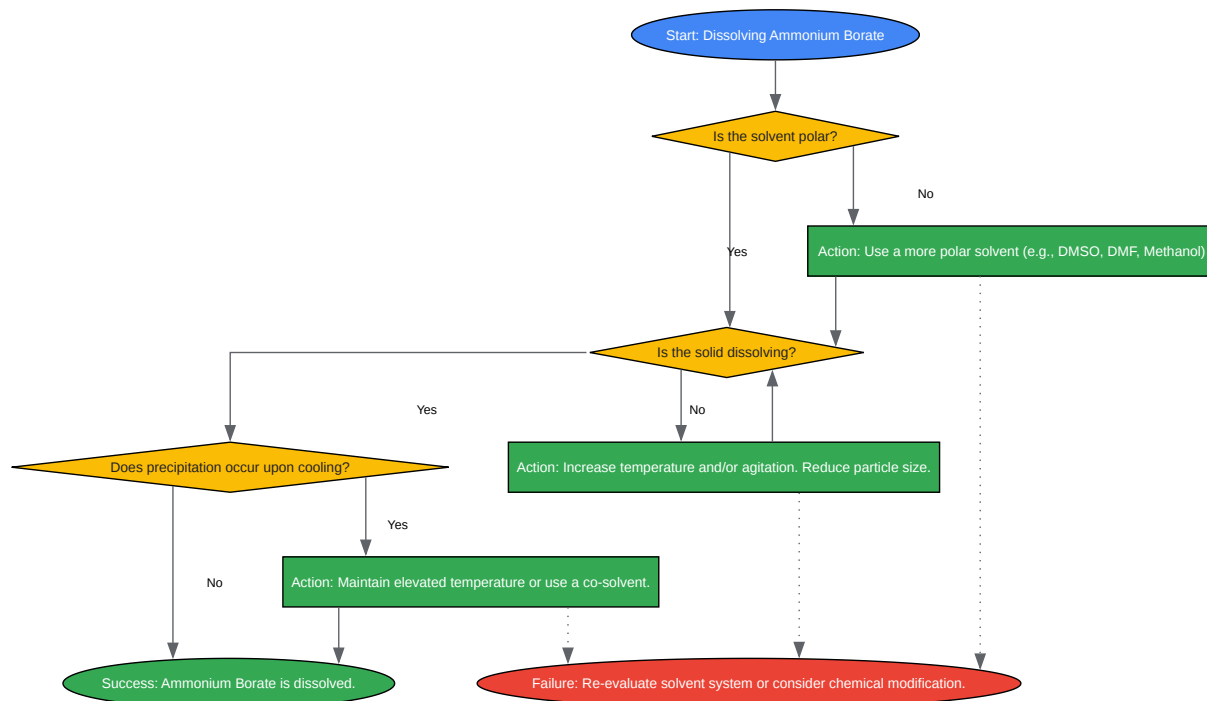 Start: Dissolving Ammonium Borate
Is the solvent polar?
No
Action: Use a more polar solvent (e.g., DMSO, DMF, Methanol)
Yes
Is the solid dissolving?
Yes
No
Does precipitation occur upon cooling?
Action: Increase temperature and/or agitation. Reduce particle size.
Yes
No
Action: Maintain elevated temperature or use a co-solvent.
Success: Ammonium Borate is dissolved.
Failure: Re-evaluate solvent system or consider chemical modification.